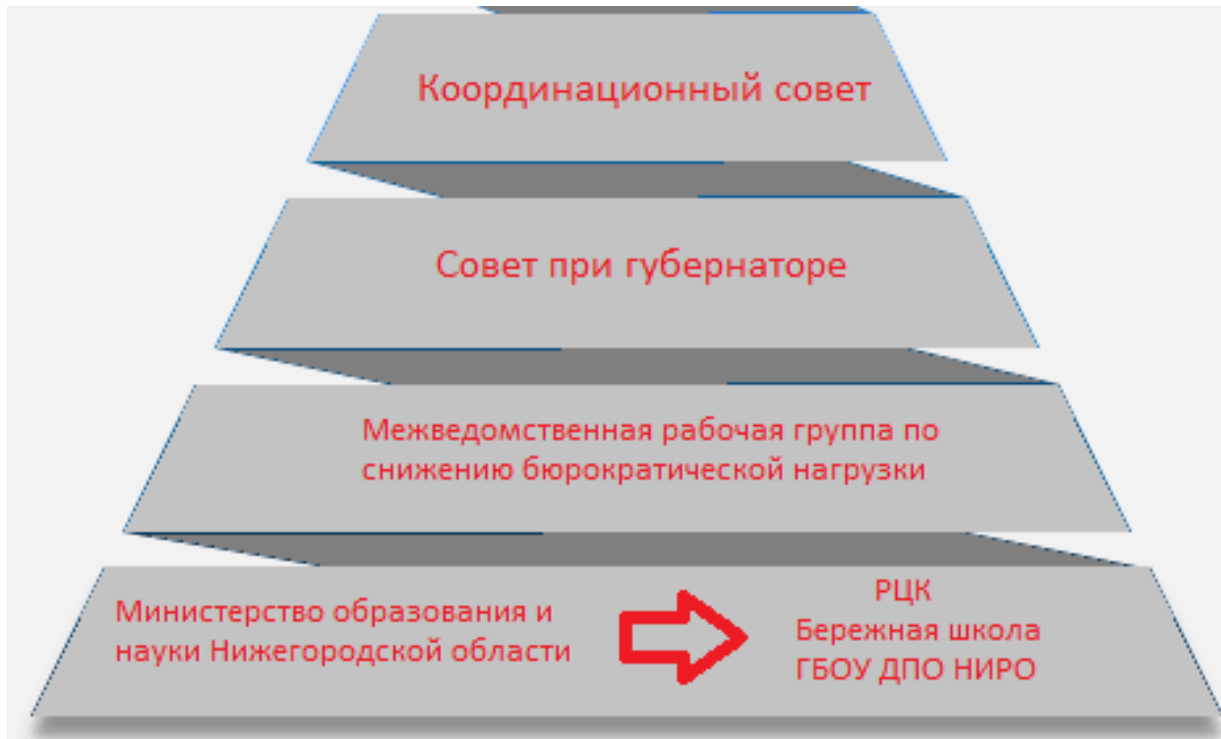 Координационный совет
Совет при губернаторе
Межведомственная рабочая группа по
снижению бюрократической нагрузки
Министерство образования и
науки Нижегородской области
РЦК
Бережная школа
ГБОУ ДПО НИРО